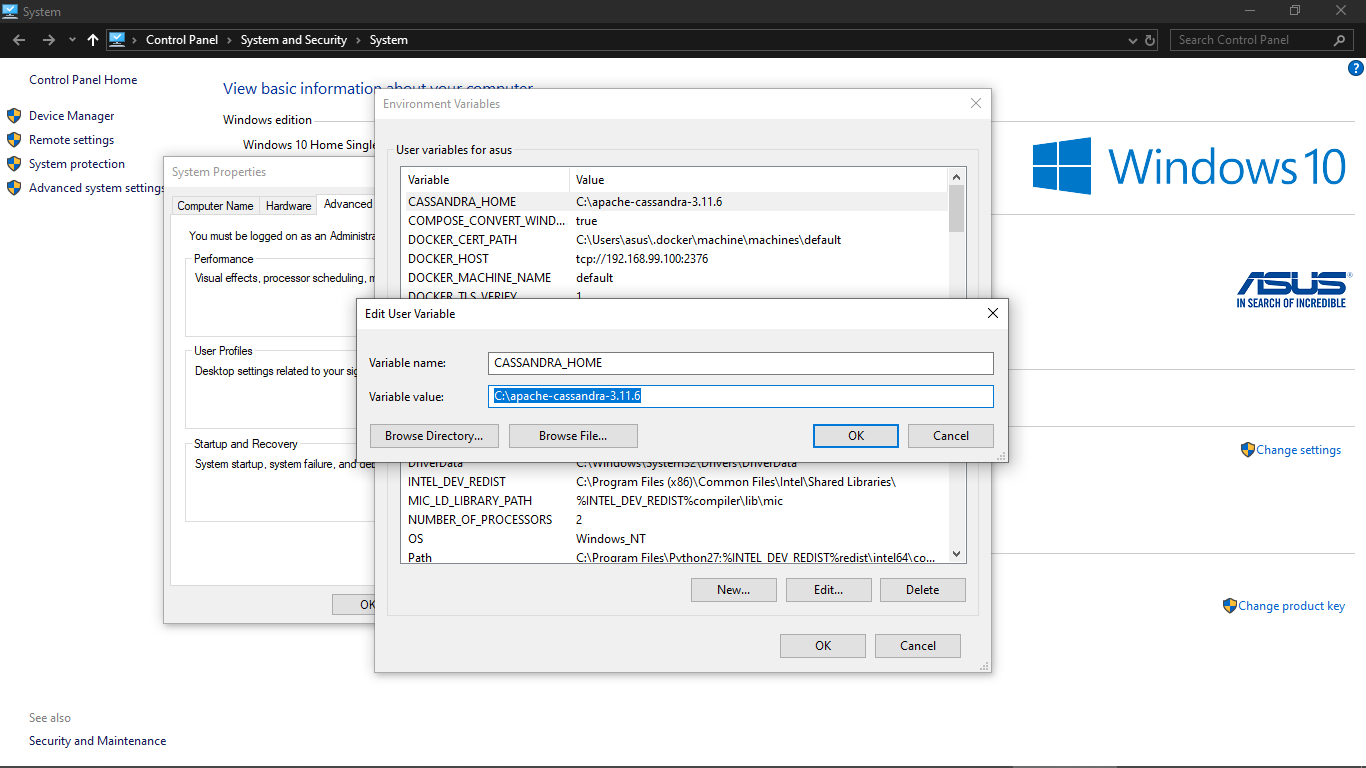 System
Control Panel > System and Security > System
Search Control Panel
Control Panel Home
Device Manager
Remote settings
System protection
Advanced system settings
View basic information about your computer
Windows edition
Windows 10 Home Single
Windows 10
ASUS
IN SEARCH OF INCREDIBLE
Change settings
Change product key
See also
Security and Maintenance
System Properties
Computer Name
Hardware
Advanced
You must be logged on as an Administra
Performance
Visual effects, processor scheduling, m
User Profiles
Desktop settings related to your sig
Startup and Recovery
System startup, system failure, and deb
OK
Environment Variables
User variables for asus
Variable Value
CASSANDRA_HOME C:\apache-cassandra-3.11.6
COMPOSE_CONVERT_WIND... true
DOCKER_CERT_PATH C:\Users\asus\.docker\machine\machines\default
DOCKER_HOST tcp://192.168.99.100:2376
DOCKER_MACHINE_NAME default
DOCKER_TLS_VERIFY 1
Edit User Variable
Variable name: CASSANDRA_HOME
Variable value: C:\apache-cassandra-3.11.6
Browse Directory... Browse File... OK Cancel
DriverData C:\Windows\System32\Drivers\DriverData
INTEL_DEV_REDIST C:\Program Files (x86)\Common Files\Intel\Shared Libraries\
MIC_LD_LIBRARY_PATH %INTEL_DEV_REDIST%compiler\lib\mic
NUMBER_OF_PROCESSORS 2
OS Windows_NT
Path C:\Program Files\Python27;%INTEL_DEV_REDIST%redist\intel64\co...
New... Edit... Delete
OK Cancel